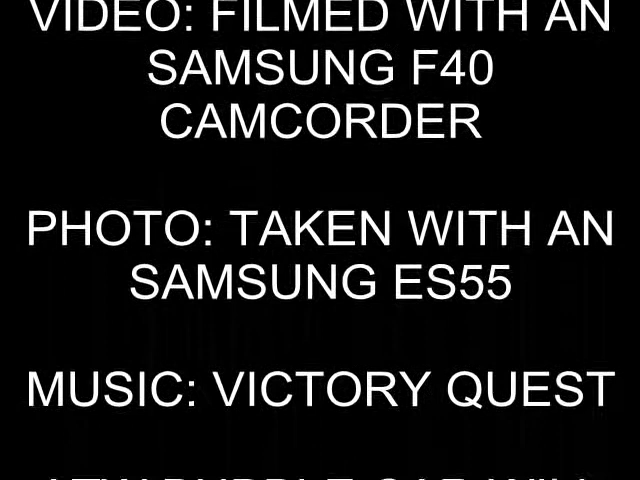 VIDEO: FILMED WITH AN
SAMSUNG F40
CAMCORDER
PHOTO: TAKEN WITH AN
SAMSUNG ES55
MUSIC: VICTORY QUEST